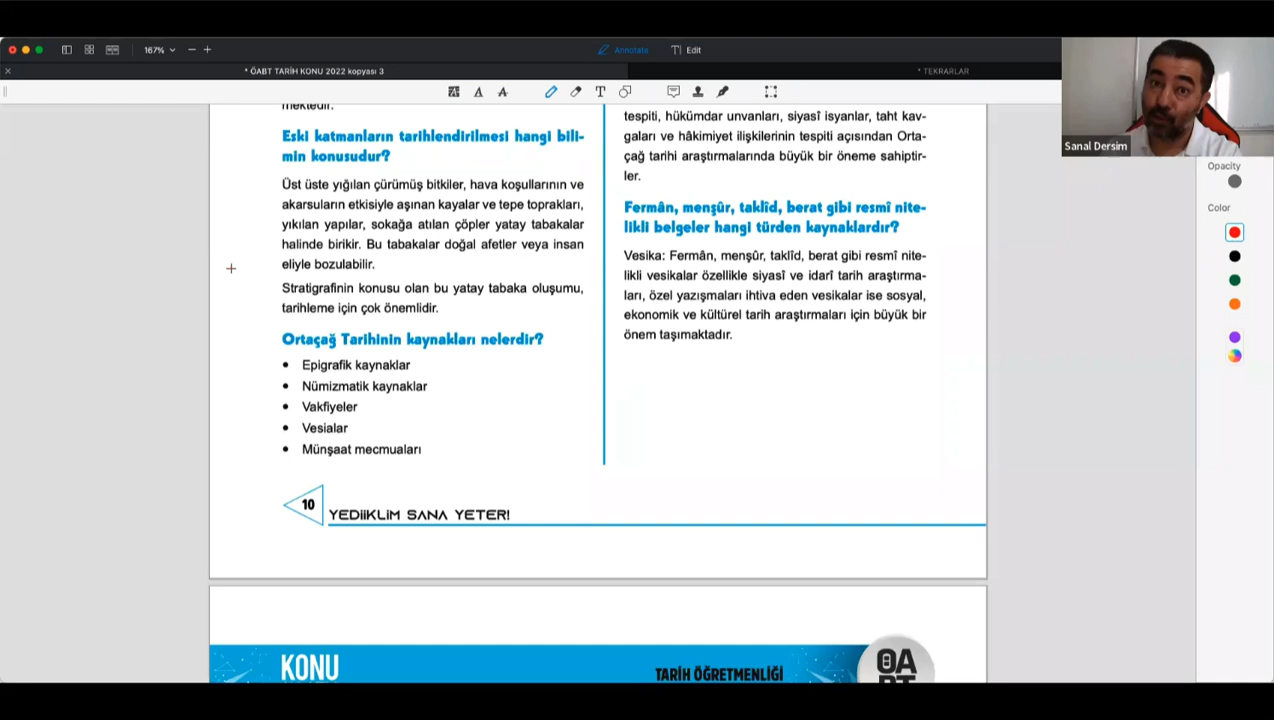 167%
Annotate
Edit
* ÖABT TARİH KONU 2022 kopyası 3
* TEKRARLAR
Sanal Dersim
Opacity
Color
mektedir.
Eski katmanların tarihlendirilmesi hangi bili-
min konusudur?
Üst üste yığılan çürümüş bitkiler, hava koşullarının ve
akarsuların etkisiyle aşınan kayalar ve tepe toprakları,
yıkılan yapılar, sokağa atılan çöpler yatay tabakalar
halinde birikir. Bu tabakalar doğal afetler veya insan
eliyle bozulabilir.
Stratigrafinin konusu olan bu yatay tabaka oluşumu,
tarihleme için çok önemlidir.
Ortaçağ Tarihinin kaynakları nelerdir?
• Epigrafik kaynaklar
• Nümizmatik kaynaklar
• Vakfiyeler
• Vesialar
• Münşaat mecmuaları
tespiti, hükümdar unvanları, siyasî isyanlar, taht kav-
gaları ve hâkimiyet ilişkilerinin tespiti açısından Orta-
çağ tarihi araştırmalarında büyük bir öneme sahiptir-
ler.
Fermân, menşûr, taklîd, berat gibi resmî nite-
likli belgeler hangi türden kaynaklardır?
Vesika: Fermân, menşûr, taklîd, berat gibi resmî nite-
likli vesikalar özellikle siyasî ve idarî tarih araştırma-
ları, özel yazışmaları ihtiva eden vesikalar ise sosyal,
ekonomik ve kültürel tarih araştırmaları için büyük bir
önem taşımaktadır.
10
YEDİİKLİM SANA YETER!
KONU
TARİH ÖĞRETMENLİĞİ
ÖA
BT